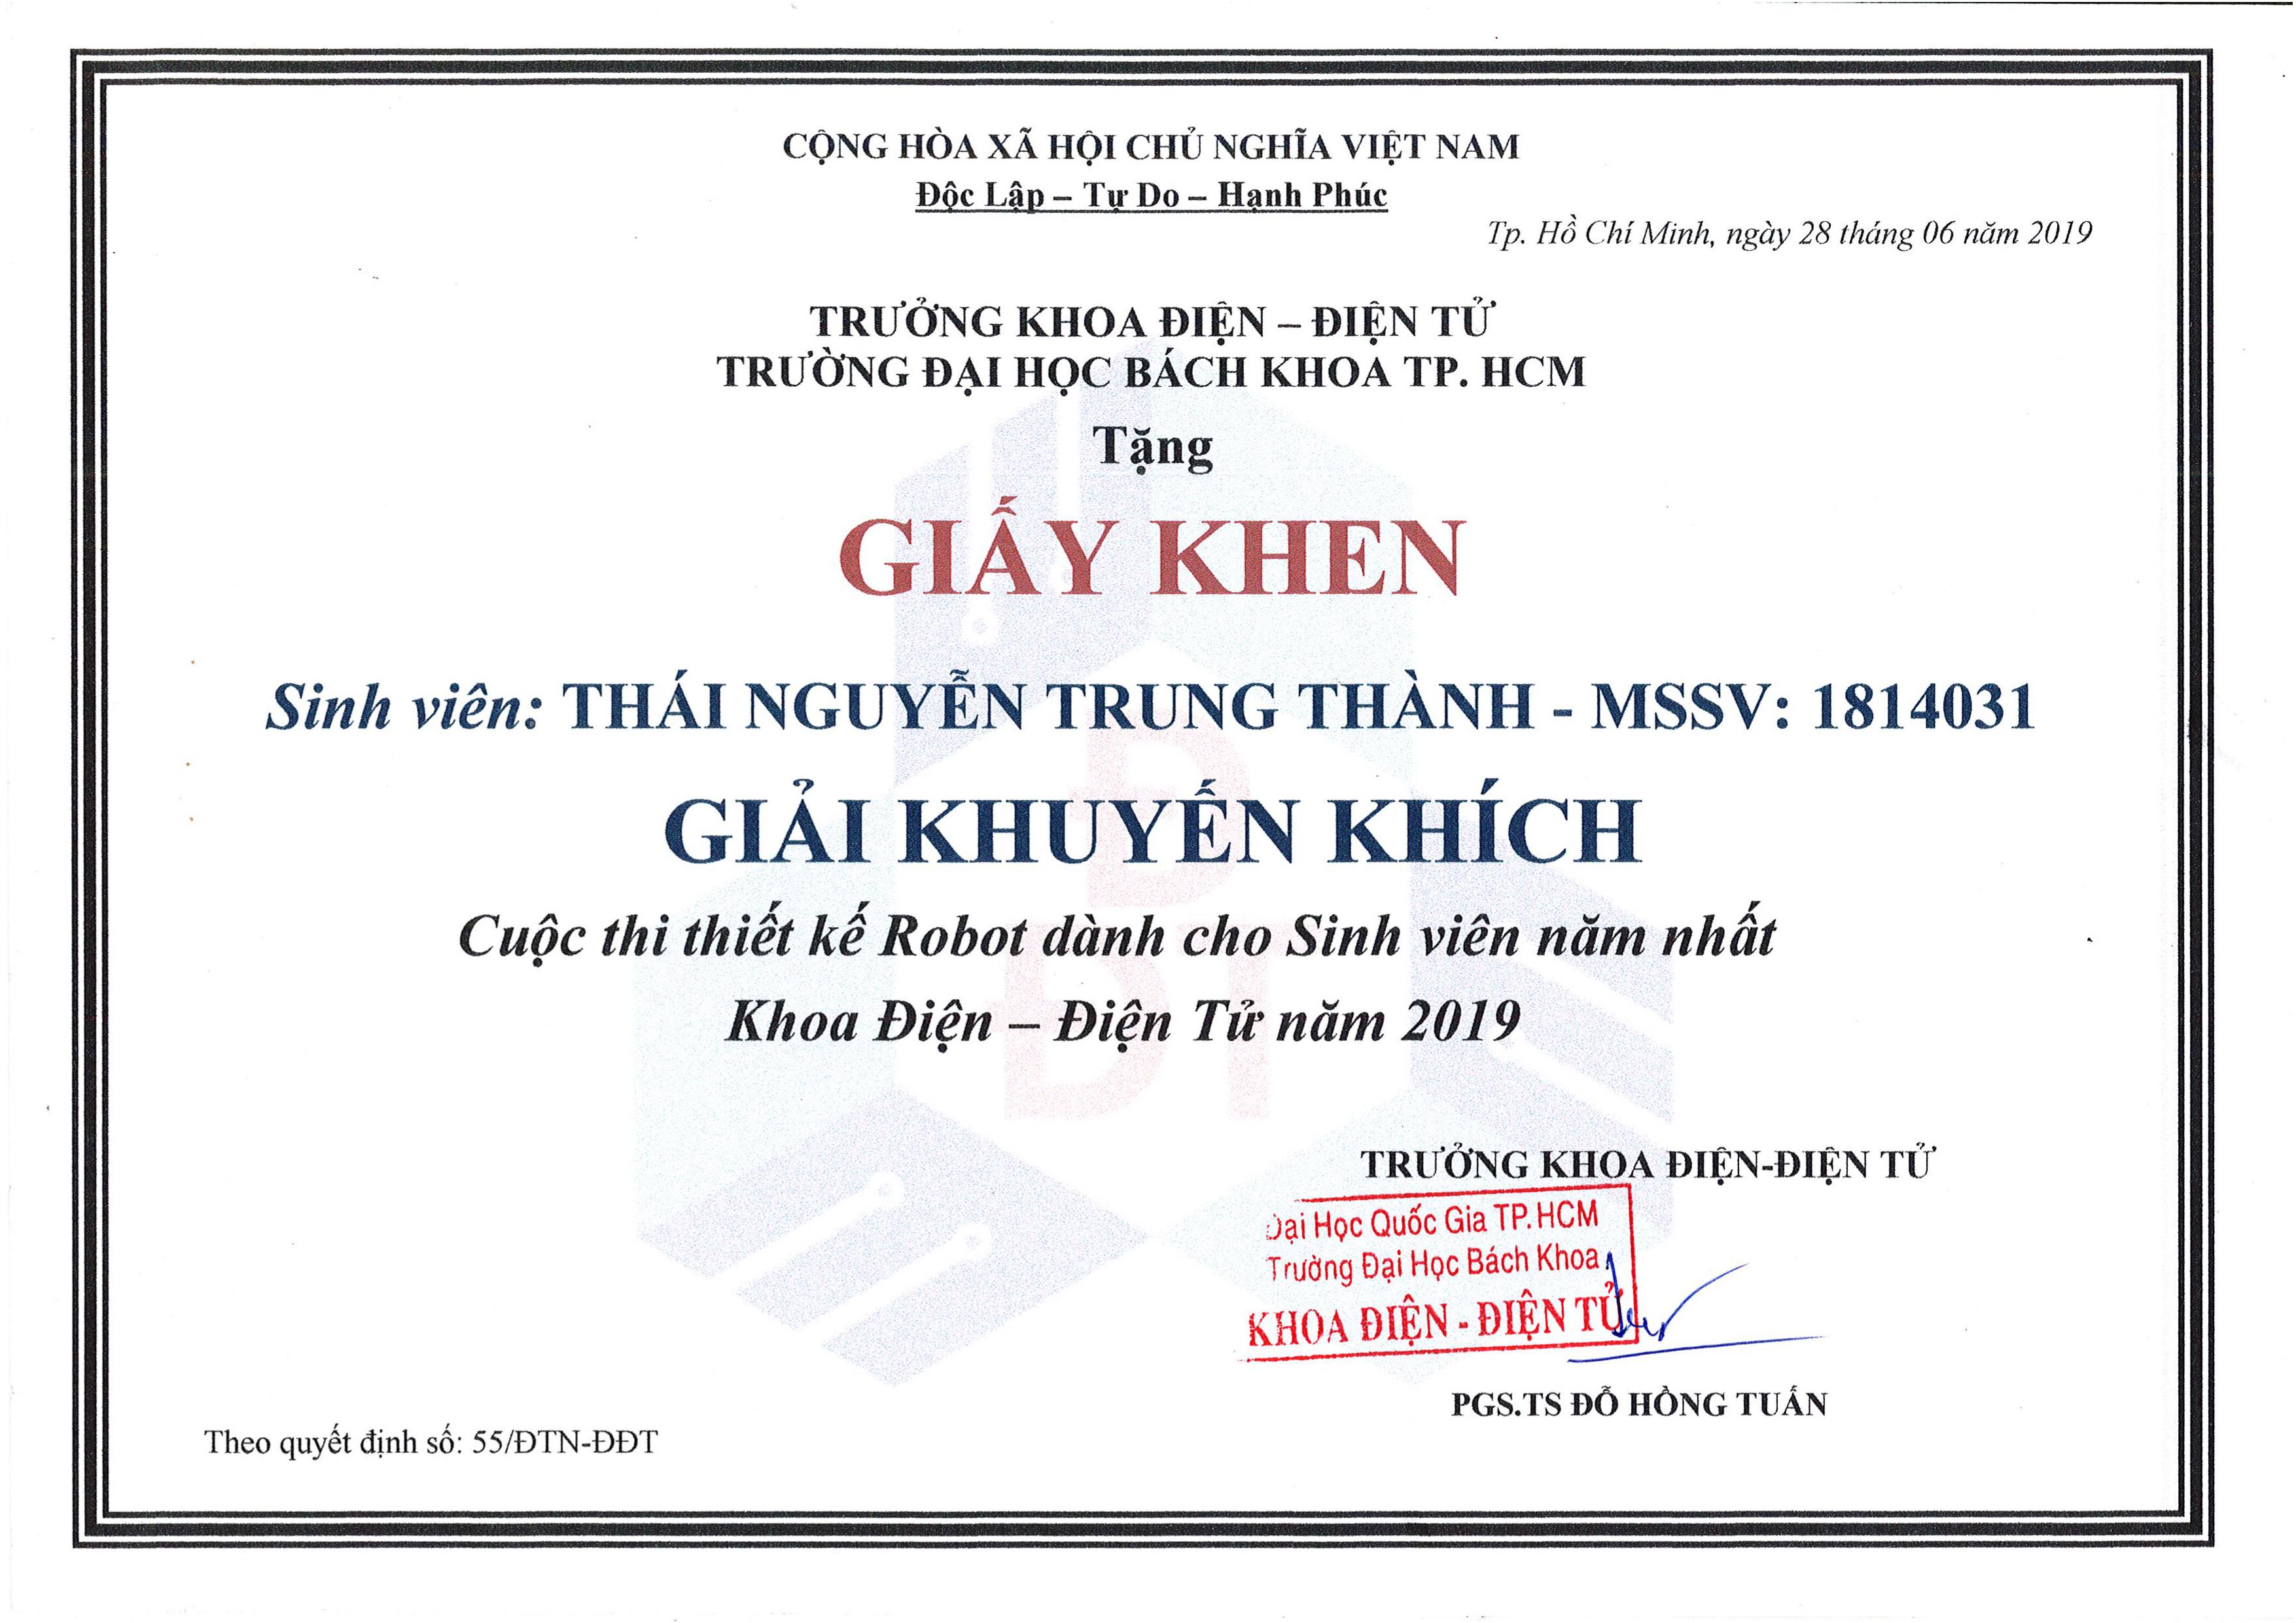 CỘNG HÒA XÃ HỘI CHỦ NGHĨA VIỆT NAM
Độc Lập – Tự Do – Hạnh Phúc
Tp. Hồ Chí Minh, ngày 28 tháng 06 năm 2019
TRƯỞNG KHOA ĐIỆN – ĐIỆN TỬ
TRƯỜNG ĐẠI HỌC BÁCH KHOA TP. HCM
Tặng
GIẤY KHEN
Sinh viên: THÁI NGUYỄN TRUNG THÀNH - MSSV: 1814031
GIẢI KHUYẾN KHÍCH
Cuộc thi thiết kế Robot dành cho Sinh viên năm nhất
Khoa Điện – Điện Tử năm 2019
Đ
ĐT
TRƯỞNG KHOA ĐIỆN-ĐIỆN TỬ
Đại Học Quốc Gia TP. HCM
Trường Đại Học Bách Khoa
KHOA ĐIỆN - ĐIỆN TỬ
PGS.TS ĐỖ HỒNG TUẤN
Theo quyết định số: 55/ĐTN-ĐĐT